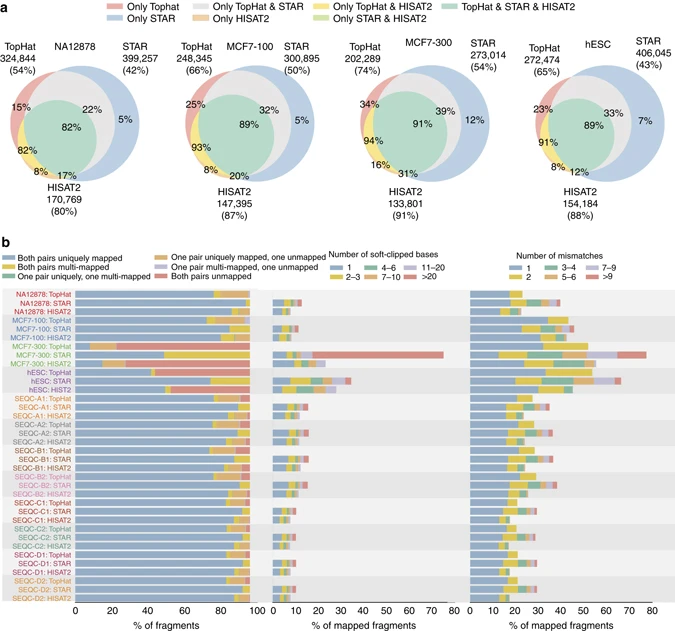 a
Only TopHat
Only STAR
Only TopHat & STAR
Only HISAT2
Only TopHat & HISAT2
Only STAR & HISAT2
TopHat & STAR & HISAT2
TopHat
324,844
(54%)
NA12878
STAR
399,257
(42%)
15%
22%
5%
82%
82%
8%
17%
HISAT2
170,769
(80%)
TopHat
248,345
(66%)
MCF7-100
STAR
300,895
(50%)
25%
32%
5%
89%
93%
8%
20%
HISAT2
147,395
(87%)
TopHat
202,289
(74%)
MCF7-300
STAR
273,014
(54%)
34%
39%
12%
91%
94%
16%
31%
HISAT2
133,801
(91%)
TopHat
272,474
(65%)
hESC
STAR
406,045
(43%)
23%
33%
7%
89%
91%
8%
12%
HISAT2
154,184
(88%)
b
Both pairs uniquely mapped
Both pairs multi-mapped
One pair uniquely, one multi-mapped
One pair uniquely mapped, one unmapped
One pair multi-mapped, one unmapped
Both pairs unmapped
Number of soft-clipped bases
1
2–3
4–6
7–10
11–20
>20
Number of mismatches
1
2
3–4
5–6
7–9
>9
NA12878: TopHat
NA12878: STAR
NA12878: HISAT2
MCF7-100: TopHat
MCF7-100: STAR
MCF7-100: HISAT2
MCF7-300: TopHat
MCF7-300: STAR
MCF7-300: HISAT2
hESC: TopHat
hESC: STAR
hESC: HIST2
SEQC-A1: TopHat
SEQC-A1: STAR
SEQC-A1: HISAT2
SEQC-A2: TopHat
SEQC-A2: STAR
SEQC-A2: HISAT2
SEQC-B1: TopHat
SEQC-B1: STAR
SEQC-B1: HISAT2
SEQC-B2: TopHat
SEQC-B2: STAR
SEQC-B2: HISAT2
SEQC-C1: TopHat
SEQC-C1: STAR
SEQC-C1: HISAT2
SEQC-C2: TopHat
SEQC-C2: STAR
SEQC-C2: HISAT2
SEQC-D1: TopHat
SEQC-D1: STAR
SEQC-D1: HISAT2
SEQC-D2: TopHat
SEQC-D2: STAR
SEQC-D2: HISAT2
0 20 40 60 80 100
% of fragments
0 10 20 30 40 50 60 70 80
% of mapped fragments
0 10 20 30 40 50 60 70 80
% of mapped fragments